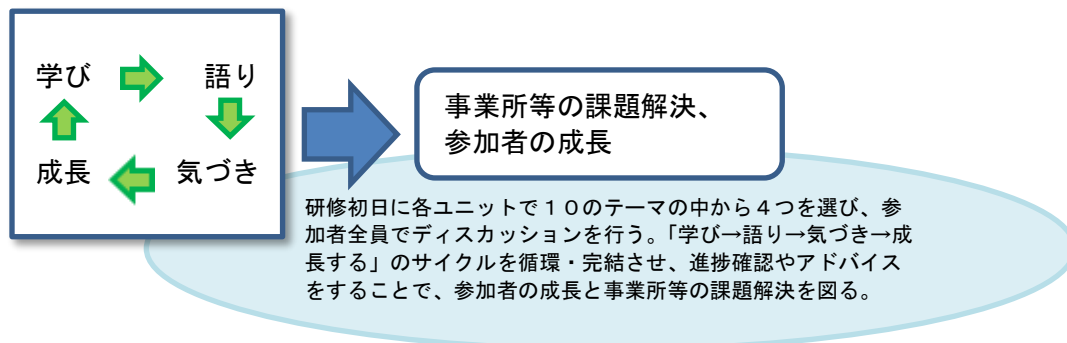 学び
語り
成長
気づき
事業所等の課題解決、
参加者の成長
研修初日に各ユニットで１０のテーマの中から４つを選び、参
加者全員でディスカッションを行う。「学び→語り→気づき→成
長する」のサイクルを循環・完結させ、進捗確認やアドバイス
をすることで、参加者の成長と事業所等の課題解決を図る。